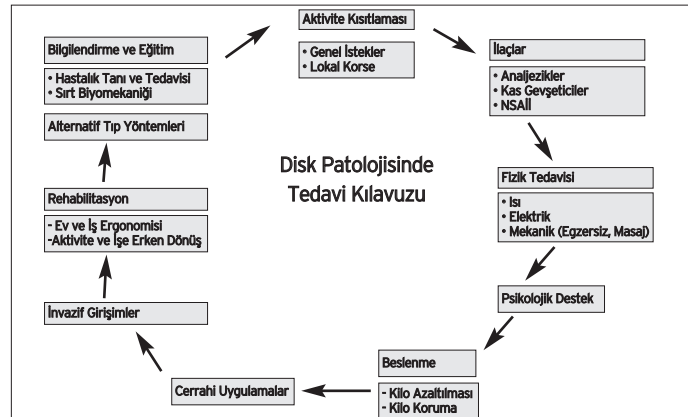 Disk Patolojisinde
Tedavi Kılavuzu
Bilgilendirme ve Eğitim
• Hastalık Tanı ve Tedavisi
• Sırt Biyomekaniği
Aktivite Kısıtlaması
• Genel İstekler
• Lokal Korse
İlaçlar
• Analjezikler
• Kas Gevşeticiler
• NSAİİ
Fizik Tedavisi
• Isı
• Elektrik
• Mekanik (Egzersiz, Masaj)
Psikolojik Destek
Beslenme
- Kilo Azaltılması
- Kilo Koruma
Cerrahi Uygulamalar
İnvazif Girişimler
Rehabilitasyon
- Ev ve İş Ergonomisi
-Aktivite ve İşe Erken Dönüş
Alternatif Tıp Yöntemleri